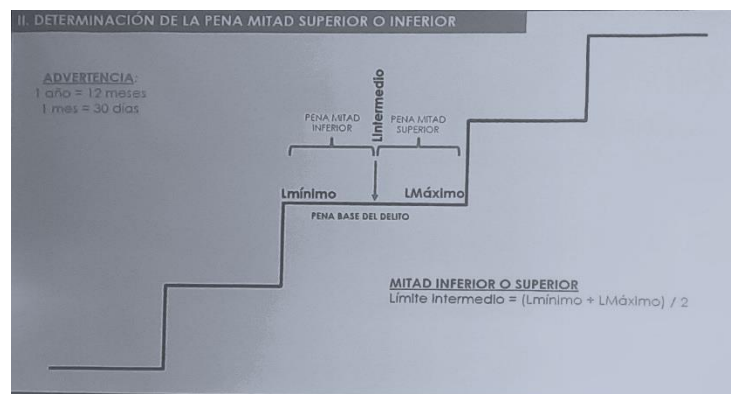 II. DETERMINACIÓN DE LA PENA MITAD SUPERIOR O INFERIOR
ADVERTENCIA:
1 año = 12 meses
1 mes = 30 días
LIntermedio
PENA MITAD
INFERIOR
PENA MITAD
SUPERIOR
Lmínimo
LMáximo
PENA BASE DEL DELITO
MITAD INFERIOR O SUPERIOR
Límite Intermedio = (Lmínimo + LMáximo) / 2